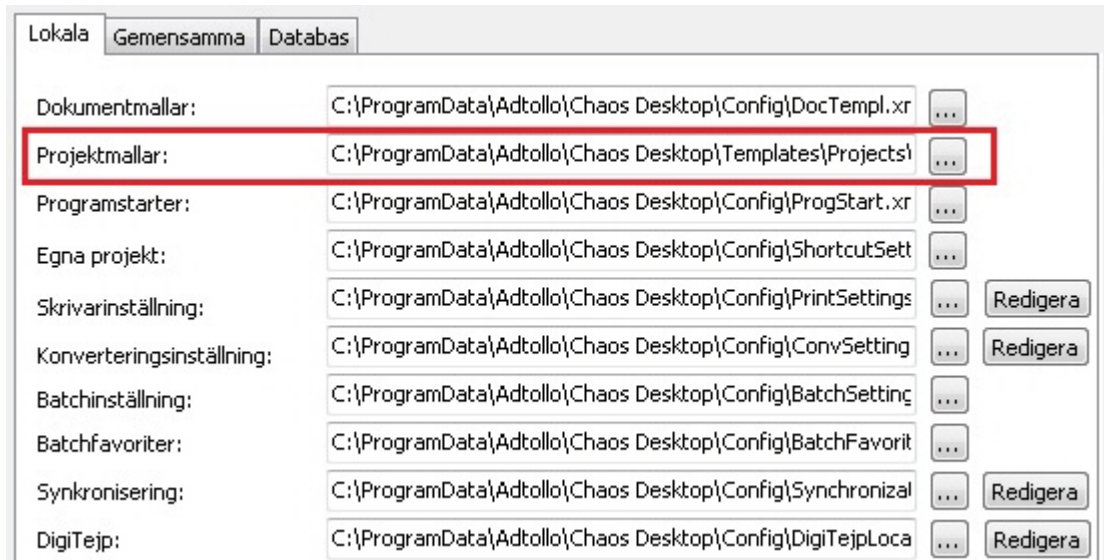 Lokala Gemensamma Databas
Dokumentmallar: C:\ProgramData\Adtollo\Chaos Desktop\Config\DocTempl.xm ...
Projektmallar: C:\ProgramData\Adtollo\Chaos Desktop\Templates\Projects\ ...
Programstarter: C:\ProgramData\Adtollo\Chaos Desktop\Config\ProgStart.xm ...
Egna projekt: C:\ProgramData\Adtollo\Chaos Desktop\Config\ShortcutSett ...
Skrivarinställning: C:\ProgramData\Adtollo\Chaos Desktop\Config\PrintSettings ... Redigera
Konverteringsinställning: C:\ProgramData\Adtollo\Chaos Desktop\Config\ConvSetting ... Redigera
Batchinställning: C:\ProgramData\Adtollo\Chaos Desktop\Config\BatchSetting ...
Batchfavoriter: C:\ProgramData\Adtollo\Chaos Desktop\Config\BatchFavorit ...
Synkronisering: C:\ProgramData\Adtollo\Chaos Desktop\Config\Synchronizat ... Redigera
DigiTejp: C:\ProgramData\Adtollo\Chaos Desktop\Config\DigiTejpLoca ... Redigera